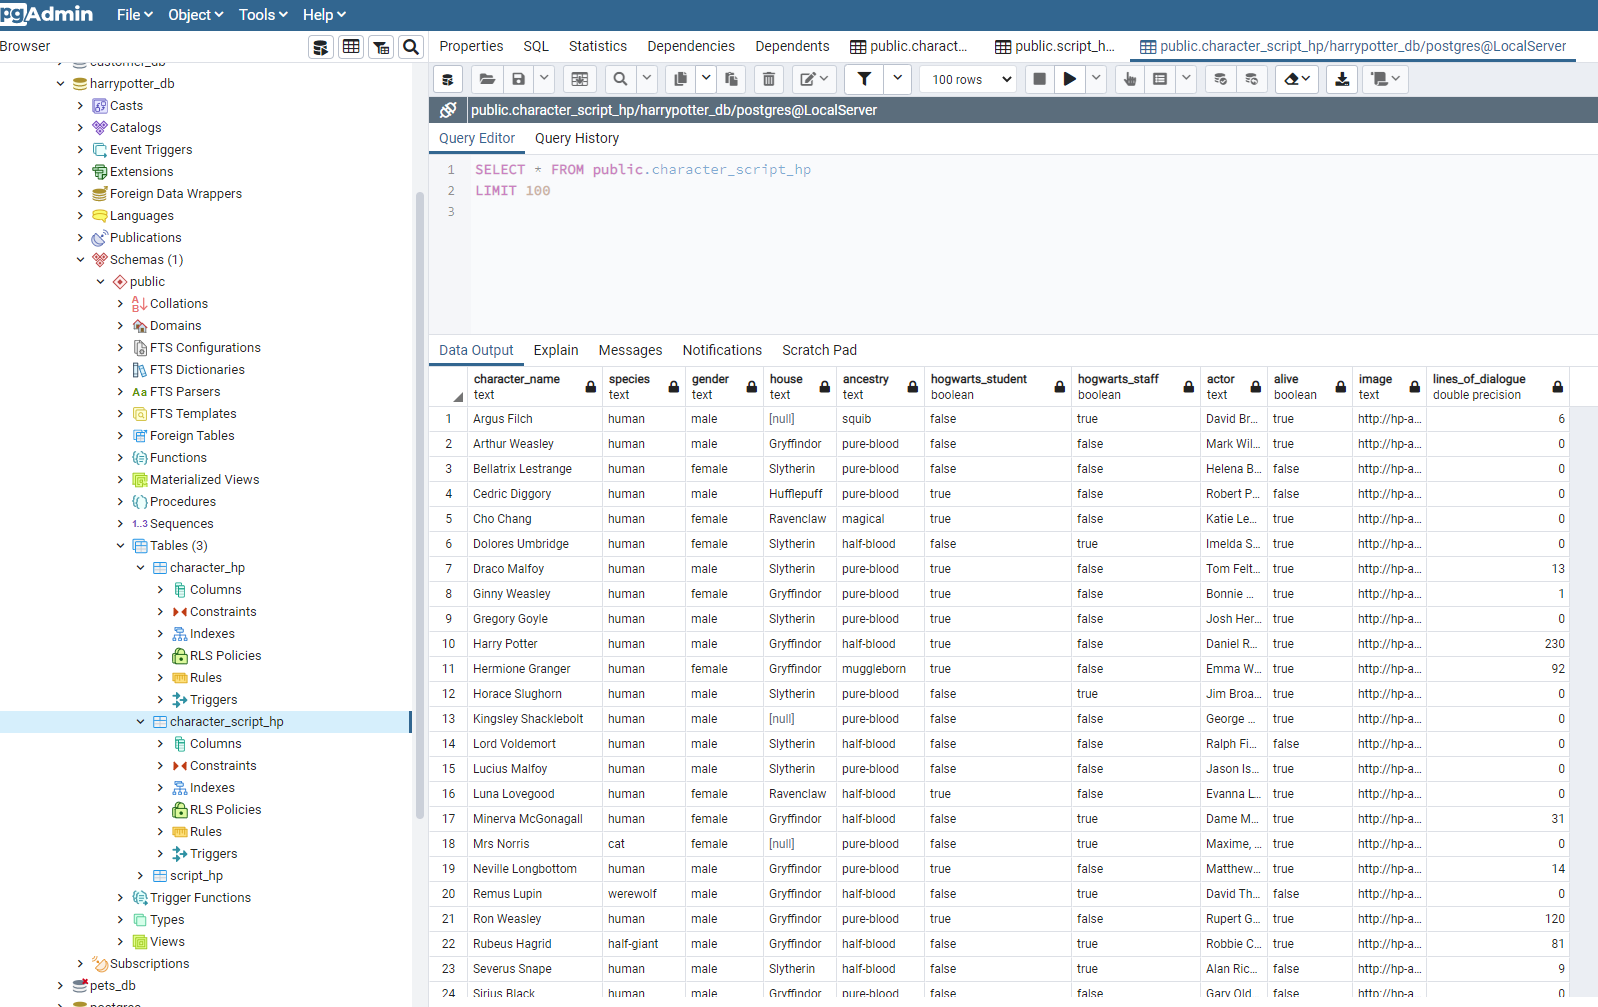 pgAdmin File Object Tools Help
Browser
Properties SQL Statistics Dependencies Dependents public.charact... public.script_h... public.character_script_hp/harrypotter_db/postgres@LocalServer
100 rows
public.character_script_hp/harrypotter_db/postgres@LocalServer
Query Editor Query History
1 SELECT * FROM public.character_script_hp
2 LIMIT 100
3
customer_db
harrypotter_db
Casts
Catalogs
Event Triggers
Extensions
Foreign Data Wrappers
Languages
Publications
Schemas (1)
public
Collations
Domains
FTS Configurations
FTS Dictionaries
Aa FTS Parsers
FTS Templates
Foreign Tables
Functions
Materialized Views
Procedures
1..3 Sequences
Tables (3)
character_hp
Columns
Constraints
Indexes
RLS Policies
Rules
Triggers
character_script_hp
Columns
Constraints
Indexes
RLS Policies
Rules
Triggers
script_hp
Trigger Functions
Types
Views
Subscriptions
pets_db
postgres
Data Output Explain Messages Notifications Scratch Pad
character_name species gender house ancestry hogwarts_student hogwarts_staff actor alive image lines_of_dialogue
text text text text text boolean boolean text boolean text double precision
1 Argus Filch human male [null] squib false true David Br... true http://hp-a... 6
2 Arthur Weasley human male Gryffindor pure-blood false false Mark Wil... true http://hp-a... 0
3 Bellatrix Lestrange human female Slytherin pure-blood false false Helena B... false http://hp-a... 0
4 Cedric Diggory human male Hufflepuff pure-blood true false Robert P... false http://hp-a... 0
5 Cho Chang human female Ravenclaw magical true false Katie Le... true http://hp-a... 0
6 Dolores Umbridge human female Slytherin half-blood false true Imelda S... true http://hp-a... 0
7 Draco Malfoy human male Slytherin pure-blood true false Tom Felt... true http://hp-a... 13
8 Ginny Weasley human female Gryffindor pure-blood true false Bonnie ... true http://hp-a... 1
9 Gregory Goyle human male Slytherin pure-blood true false Josh Her... true http://hp-a... 0
10 Harry Potter human male Gryffindor half-blood true false Daniel R... true http://hp-a... 230
11 Hermione Granger human female Gryffindor muggleborn true false Emma W... true http://hp-a... 92
12 Horace Slughorn human male Slytherin pure-blood false true Jim Broa... true http://hp-a... 0
13 Kingsley Shacklebolt human male [null] pure-blood false false George ... true http://hp-a... 0
14 Lord Voldemort human male Slytherin half-blood false false Ralph Fi... false http://hp-a... 0
15 Lucius Malfoy human male Slytherin pure-blood false false Jason Is... true http://hp-a... 0
16 Luna Lovegood human female Ravenclaw half-blood true false Evanna L... true http://hp-a... 0
17 Minerva McGonagall human female Gryffindor half-blood false true Dame M... true http://hp-a... 31
18 Mrs Norris cat female [null] pure-blood false true Maxime, ... true http://hp-a... 0
19 Neville Longbottom human male Gryffindor pure-blood true false Matthew... true http://hp-a... 14
20 Remus Lupin werewolf male Gryffindor half-blood false true David Th... false http://hp-a... 0
21 Ron Weasley human male Gryffindor pure-blood true false Rupert G... true http://hp-a... 120
22 Rubeus Hagrid half-giant male Gryffindor half-blood false true Robbie C... true http://hp-a... 81
23 Severus Snape human male Slytherin half-blood false true Alan Ric... false http://hp-a... 9
24 Sirius Black human male Gryffindor pure-blood false false Gary Old... false http://hp-a... 0